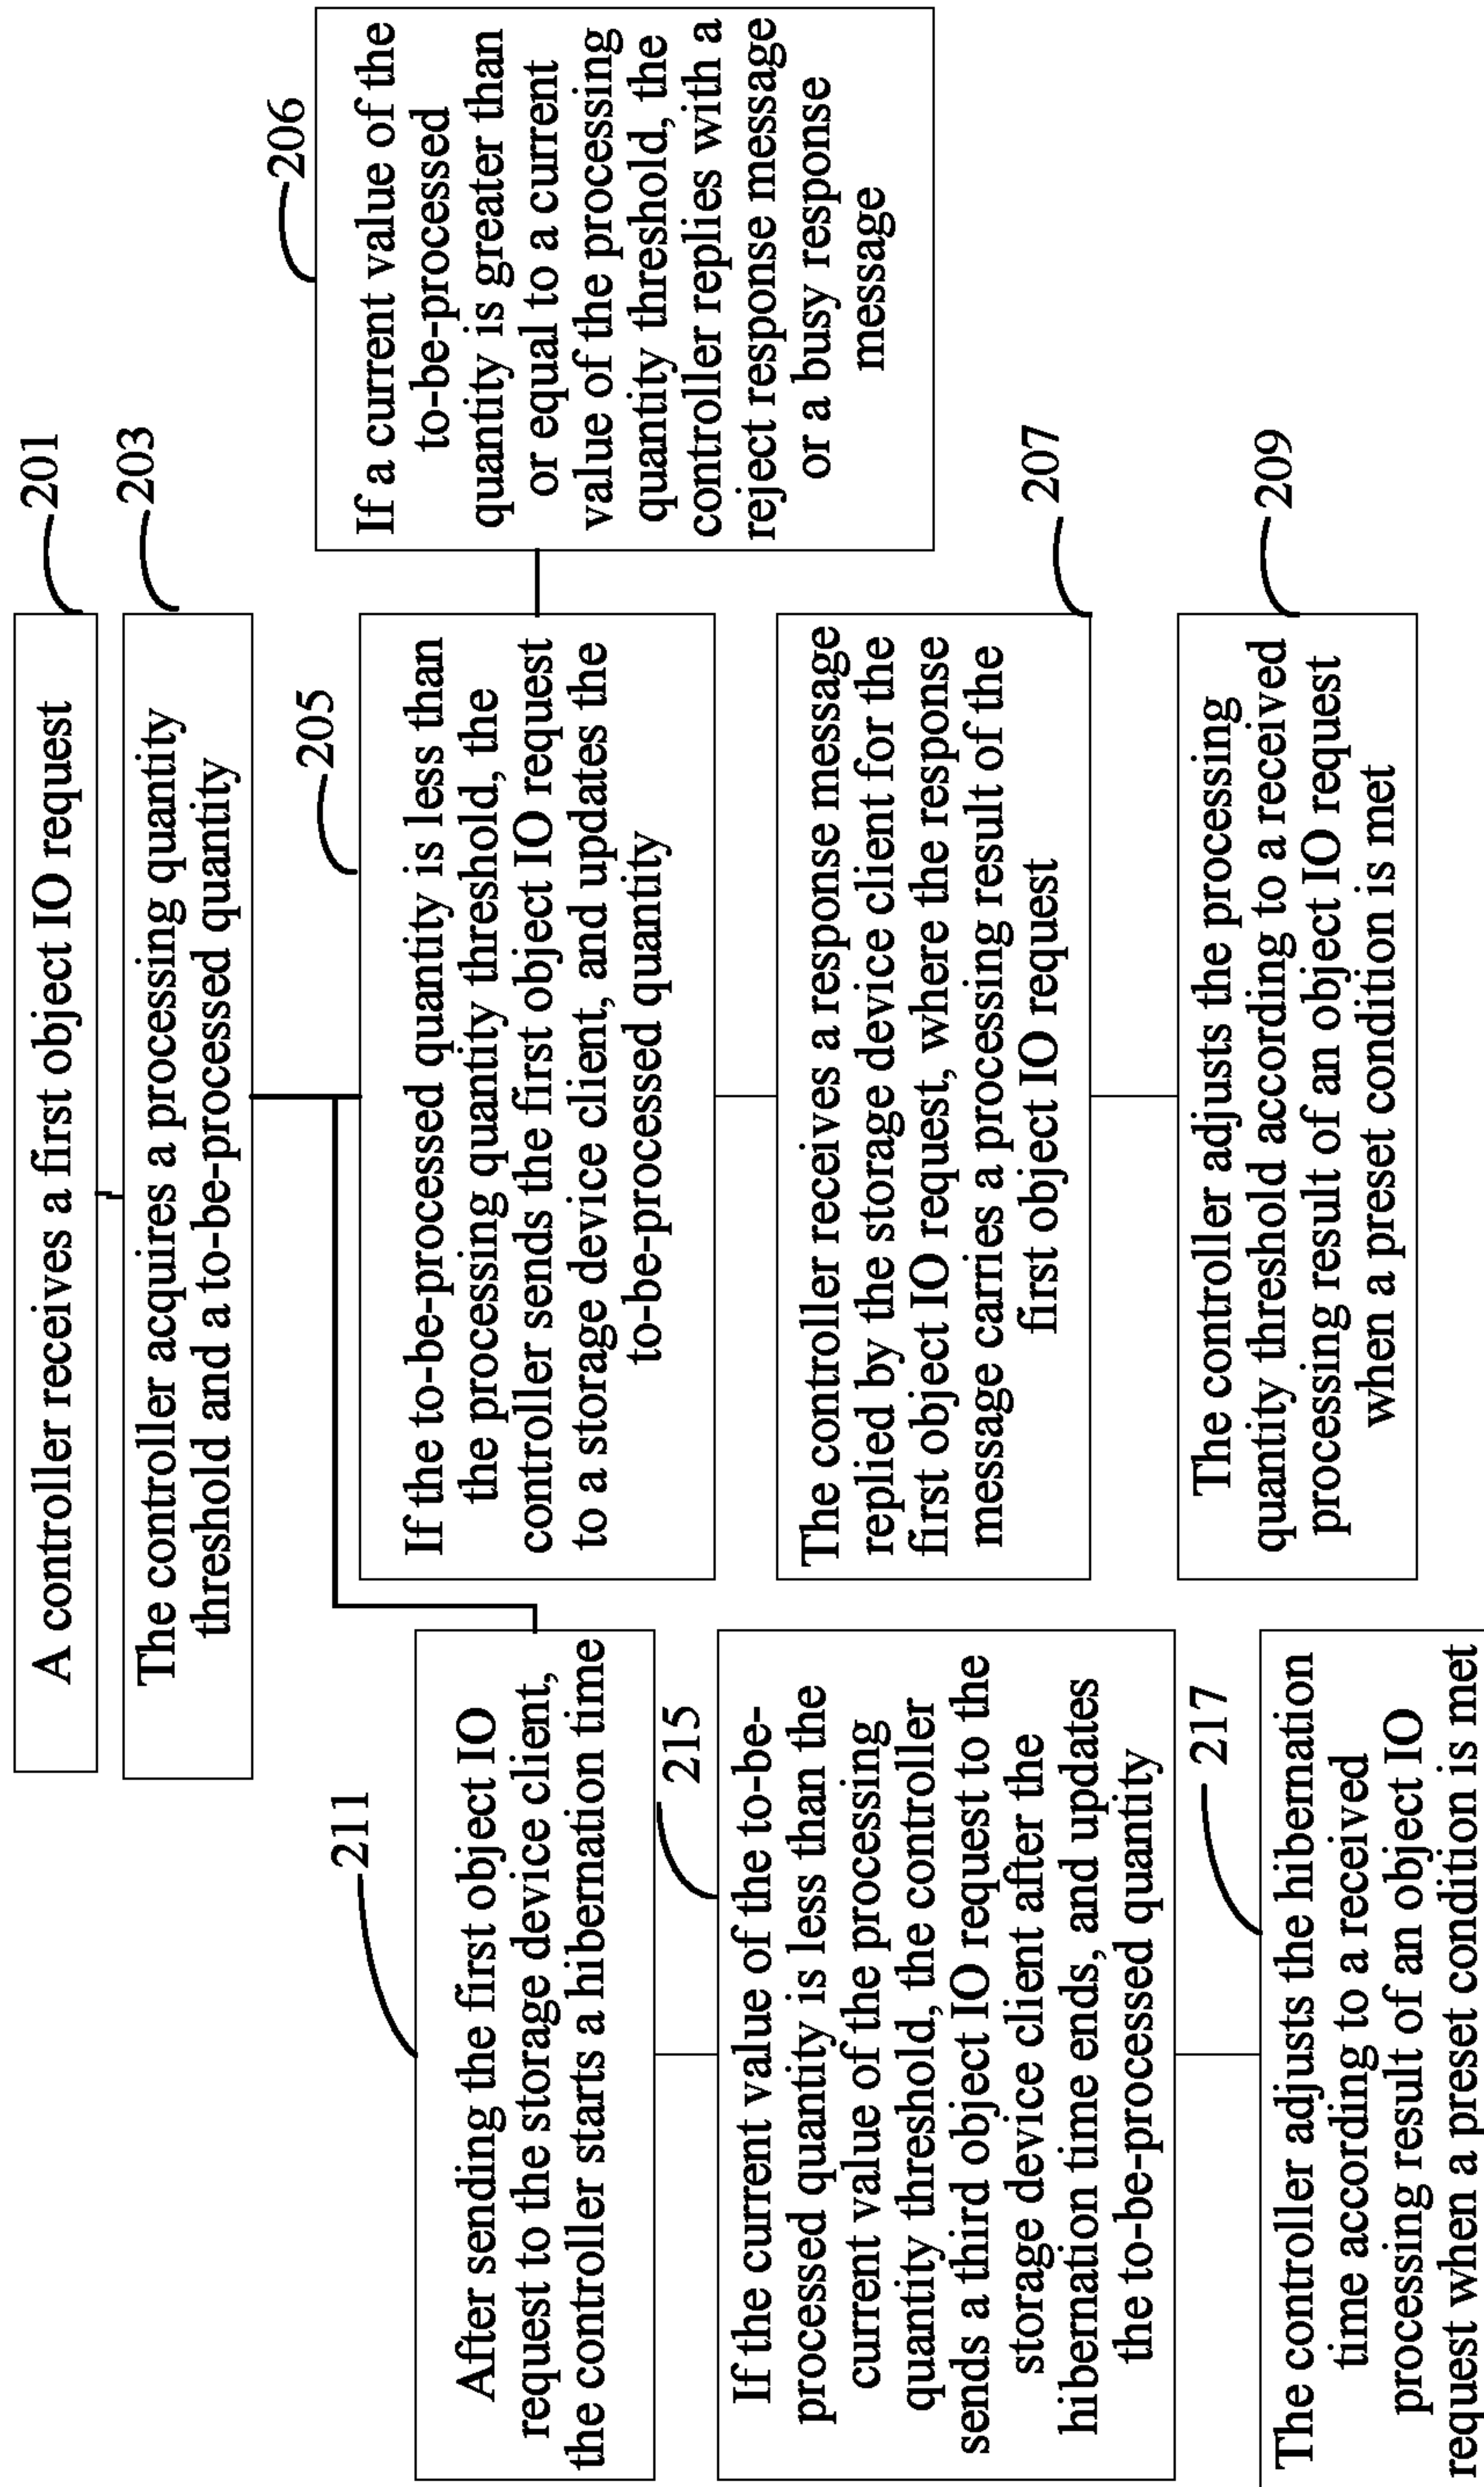 A controller receives a first object IO request
201
The controller acquires a processing quantity
threshold and a to-be-processed quantity
203
If the to-be-processed quantity is less than
the processing quantity threshold, the
controller sends the first object IO request
to a storage device client, and updates the
to-be-processed quantity
205
If a current value of the
to-be-processed
quantity is greater than
or equal to a current
value of the processing
quantity threshold, the
controller replies with a
reject response message
or a busy response
message
206
The controller receives a response message
replied by the storage device client for the
first object IO request, where the response
message carries a processing result of the
first object IO request
207
The controller adjusts the processing
quantity threshold according to a received
processing result of an object IO request
when a preset condition is met
209
211
After sending the first object IO
request to the storage device client,
the controller starts a hibernation time
215
If the current value of the to-be-
processed quantity is less than the
current value of the processing
quantity threshold, the controller
sends a third object IO request to the
storage device client after the
hibernation time ends, and updates
the to-be-processed quantity
217
The controller adjusts the hibernation
time according to a received
processing result of an object IO
request when a preset condition is met